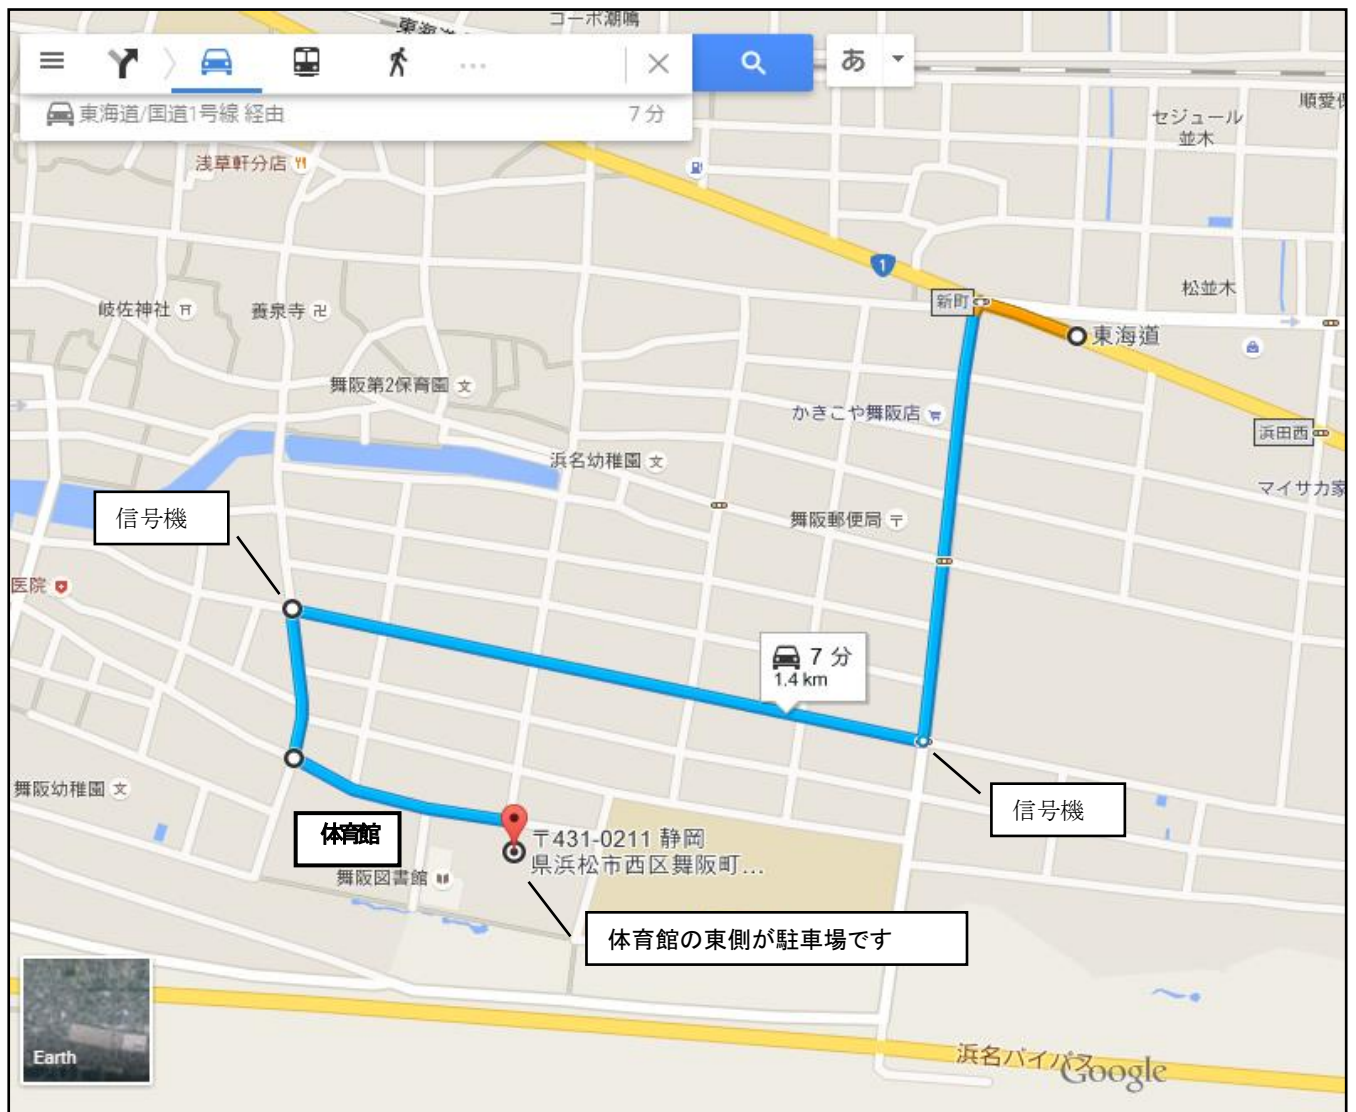 コーポ潮鳴
あ
東海道/国道1号線 経由
7 分
順愛
セジュール
並木
浅草軒分店
1
松並木
岐佐神社
養泉寺
新町
東海道
舞阪第2保育園
かきこや舞阪店
浜田西
浜名幼稚園
マイサカ家
信号機
舞阪郵便局
医院
7 分
1.4 km
舞阪幼稚園
信号機
体育館
〒431-0211 静岡
県浜松市西区舞阪町...
舞阪図書館
体育館の東側が駐車場です
Earth
浜名バイパス
Google